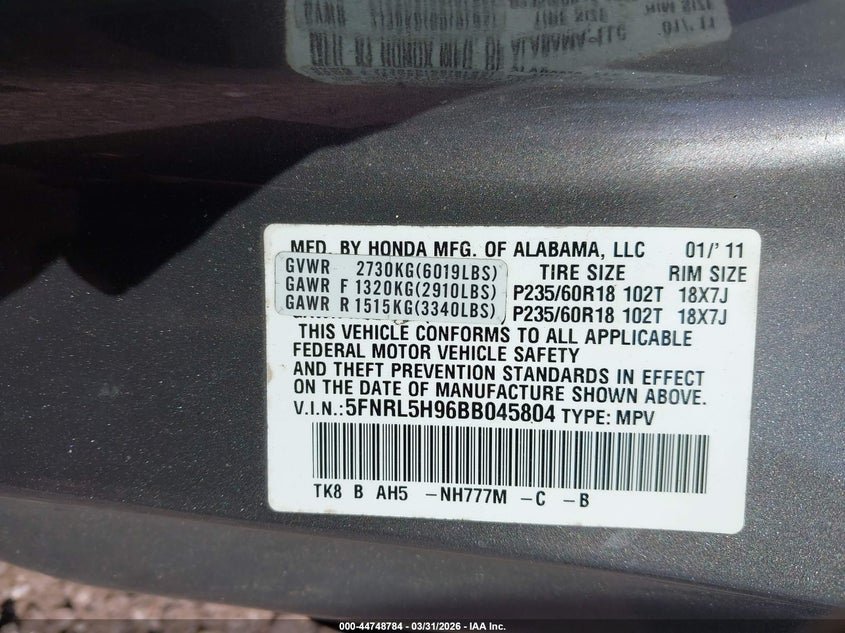 MFD. BY HONDA MFG. OF ALABAMA, LLC 01/'11
GVWR 2730KG(6019LBS) TIRE SIZE RIM SIZE
GAWR F 1320KG(2910LBS) P235/60R18 102T 18X7J
GAWR R 1515KG(3340LBS) P235/60R18 102T 18X7J
THIS VEHICLE CONFORMS TO ALL APPLICABLE
FEDERAL MOTOR VEHICLE SAFETY
AND THEFT PREVENTION STANDARDS IN EFFECT
ON THE DATE OF MANUFACTURE SHOWN ABOVE.
V.I.N.:5FNRL5H96BB045804 TYPE: MPV
TK8 B AH5 -NH777M -C -B
000-44748784 — 03/31/2026 — IAA Inc.